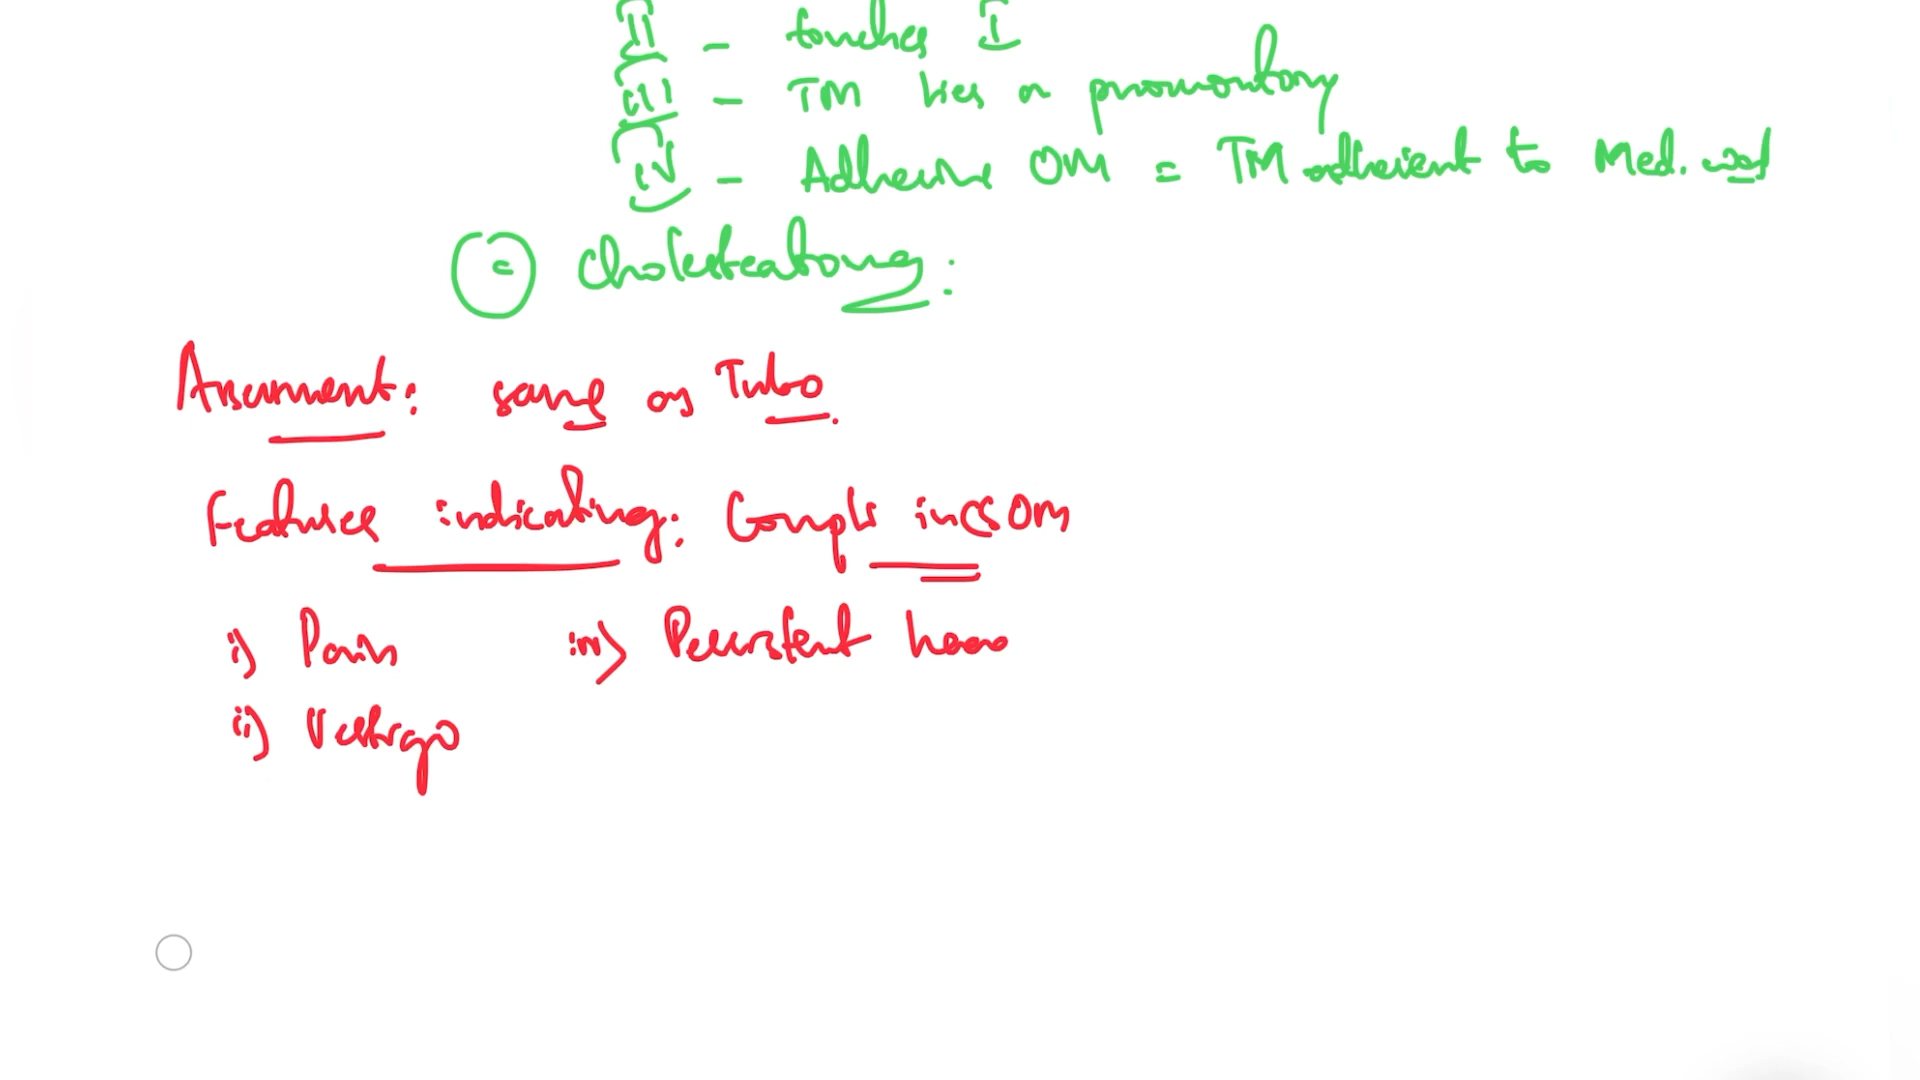 II - touches I
III - TM lies on promontory
IV - Adhesive OM = TM adherent to Med. wall
c cholesteatoma:
Assessment: same as Tubo
Features indicating: Compls in CSOM
i) Pain iii) Persistent
ii) Vertigo